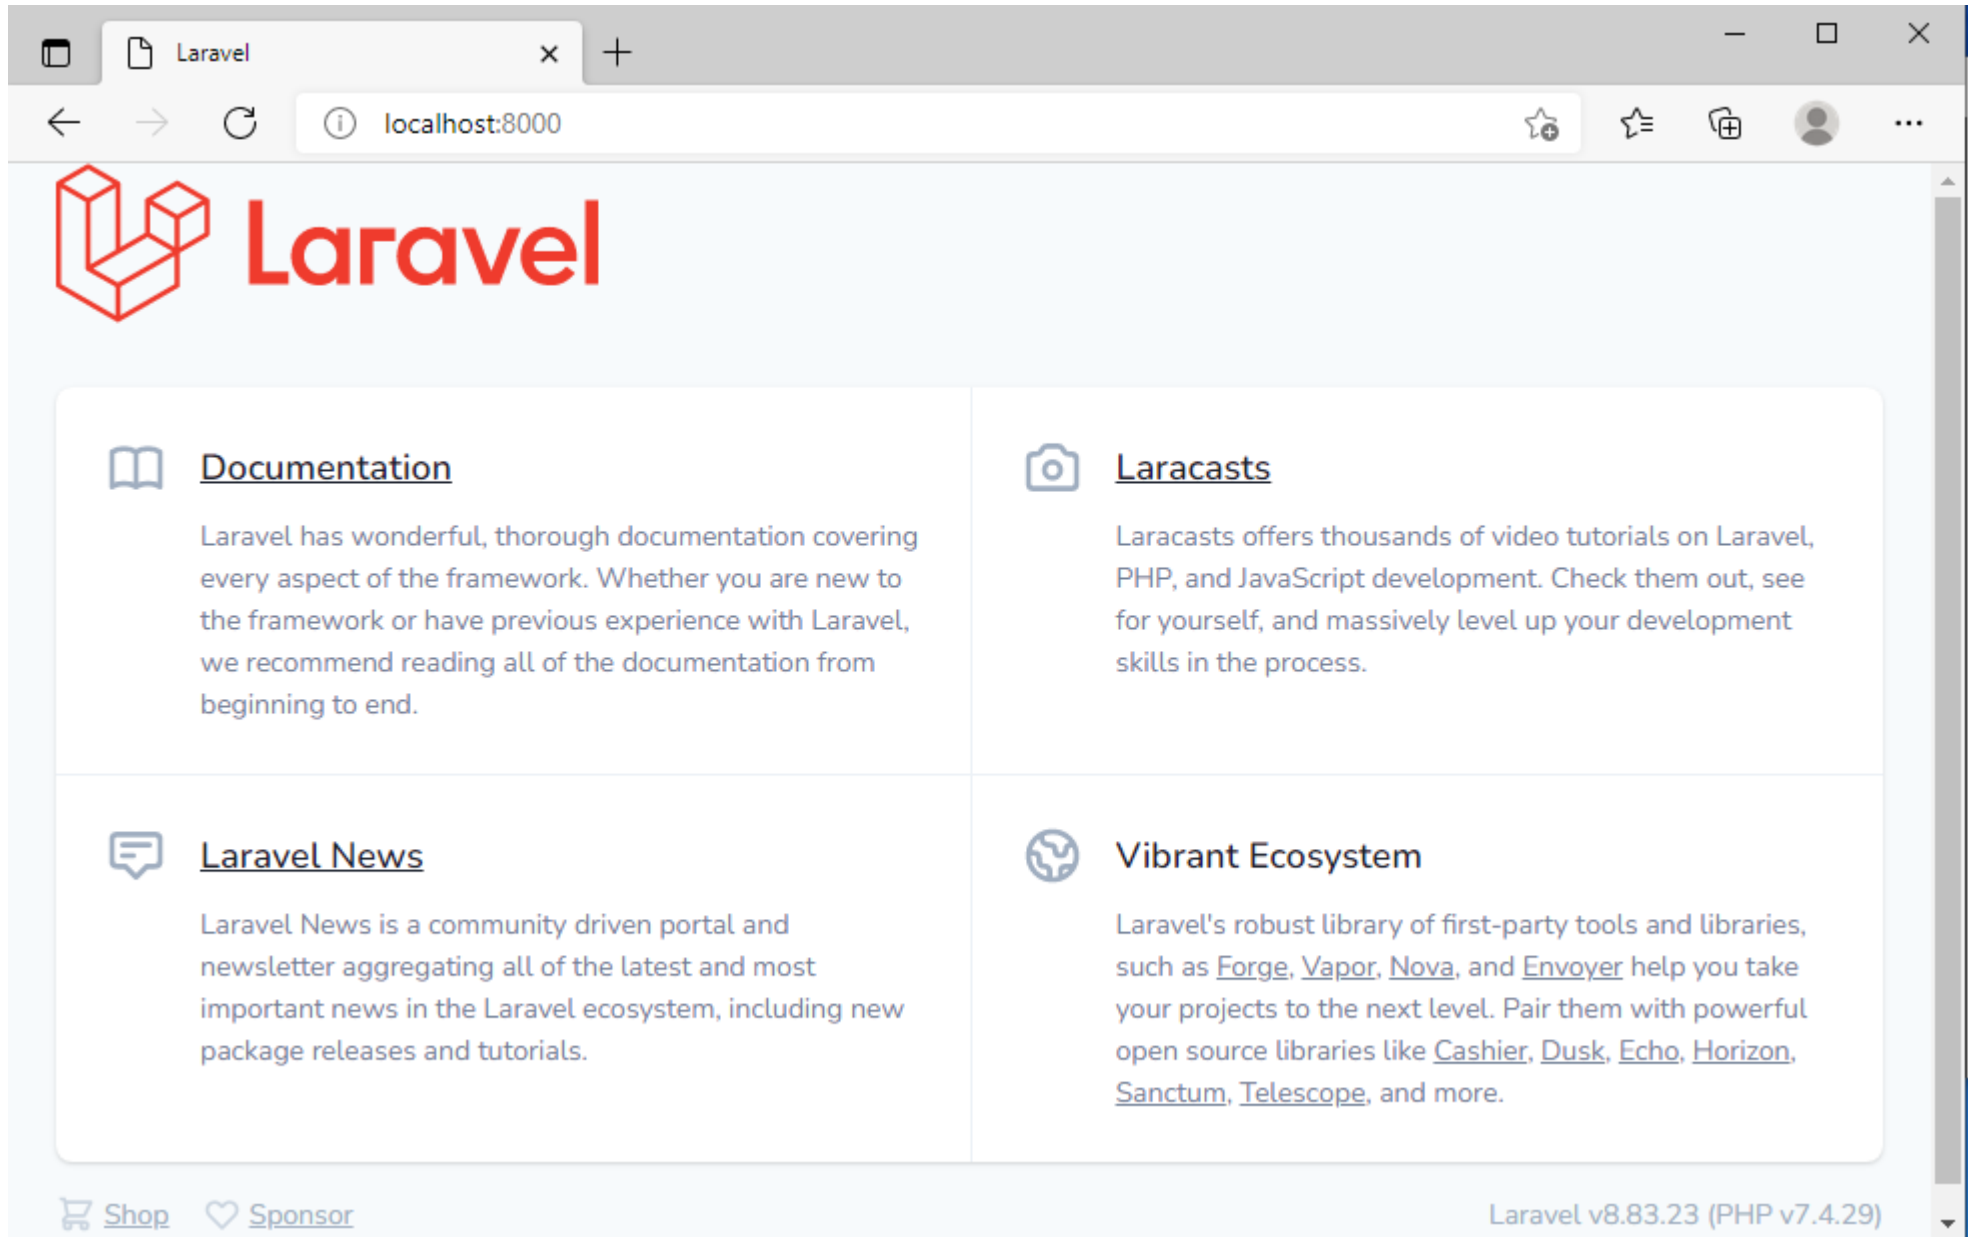 Laravel
localhost:8000
Laravel
Documentation
Laravel has wonderful, thorough documentation covering
every aspect of the framework. Whether you are new to
the framework or have previous experience with Laravel,
we recommend reading all of the documentation from
beginning to end.
Laracasts
Laracasts offers thousands of video tutorials on Laravel,
PHP, and JavaScript development. Check them out, see
for yourself, and massively level up your development
skills in the process.
Laravel News
Laravel News is a community driven portal and
newsletter aggregating all of the latest and most
important news in the Laravel ecosystem, including new
package releases and tutorials.
Vibrant Ecosystem
Laravel's robust library of first-party tools and libraries,
such as Forge, Vapor, Nova, and Envoyer help you take
your projects to the next level. Pair them with powerful
open source libraries like Cashier, Dusk, Echo, Horizon,
Sanctum, Telescope, and more.
Shop Sponsor Laravel v8.83.23 (PHP v7.4.29)